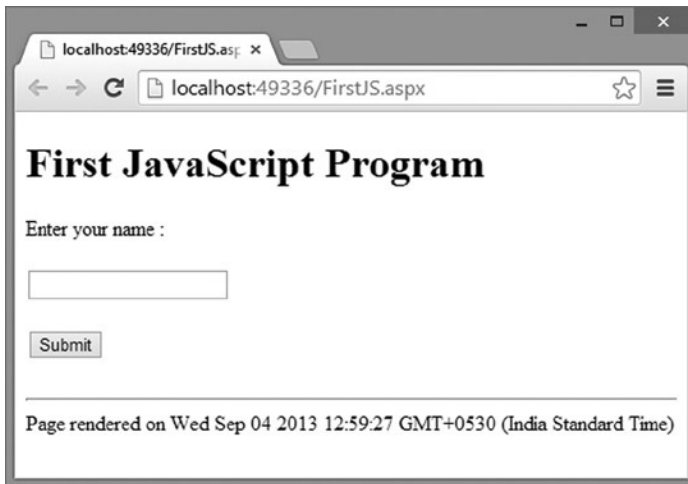 localhost:49336/FirstJS.asp
localhost:49336/FirstJS.aspx
First JavaScript Program
Enter your name :
Submit
Page rendered on Wed Sep 04 2013 12:59:27 GMT+0530 (India Standard Time)